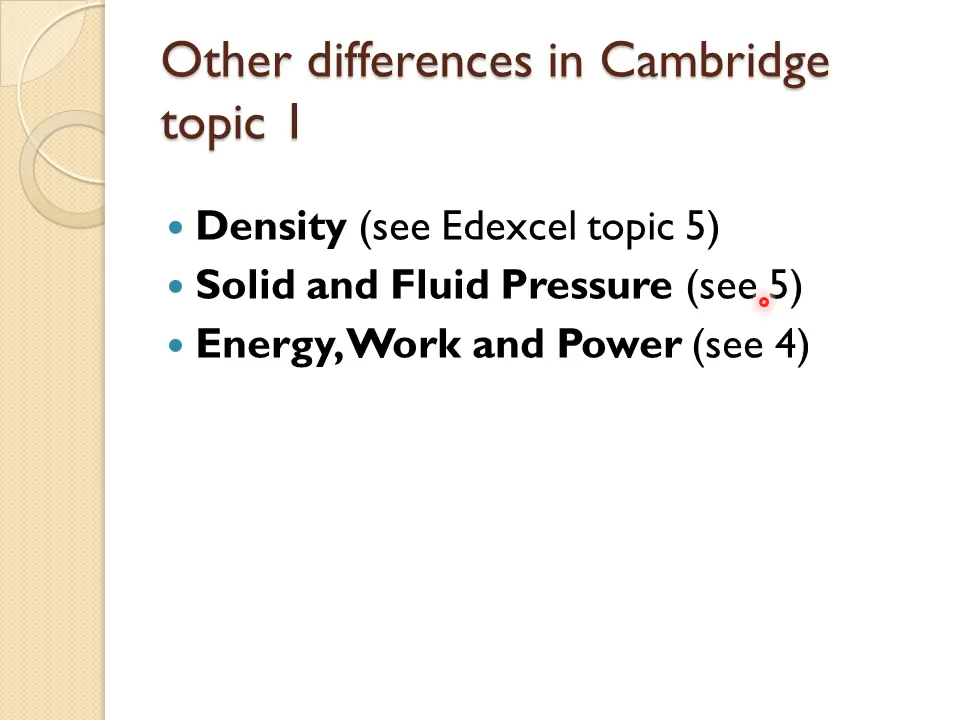 Other differences in Cambridge
topic 1
• Density (see Edexcel topic 5)
• Solid and Fluid Pressure (see 5)
• Energy, Work and Power (see 4)